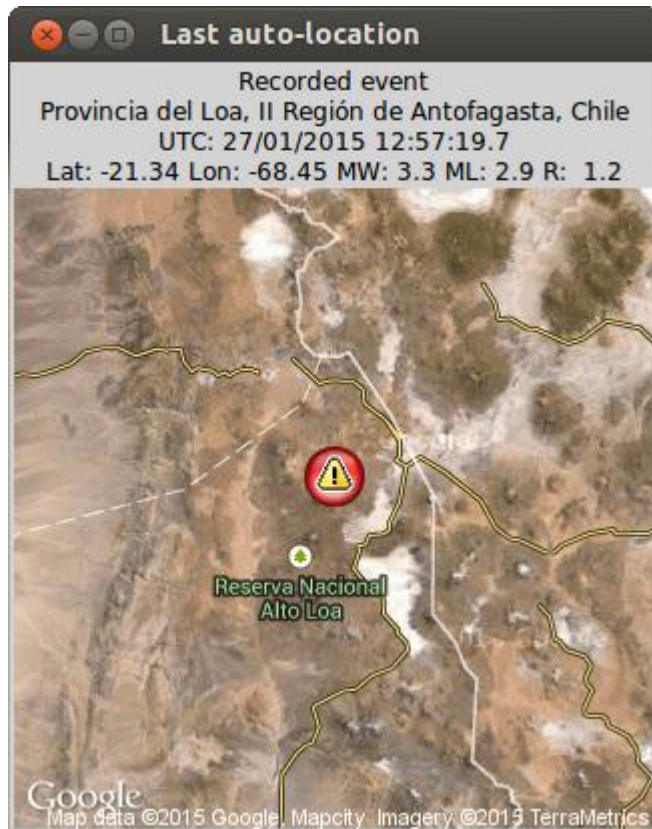 Last auto-location
Recorded event
Provincia del Loa, II Región de Antofagasta, Chile
UTC: 27/01/2015 12:57:19.7
Lat: -21.34 Lon: -68.45 MW: 3.3 ML: 2.9 R: 1.2
Reserva Nacional
Alto Loa
Google
Map data ©2015 Google, Mapcity Imagery ©2015 TerraMetrics